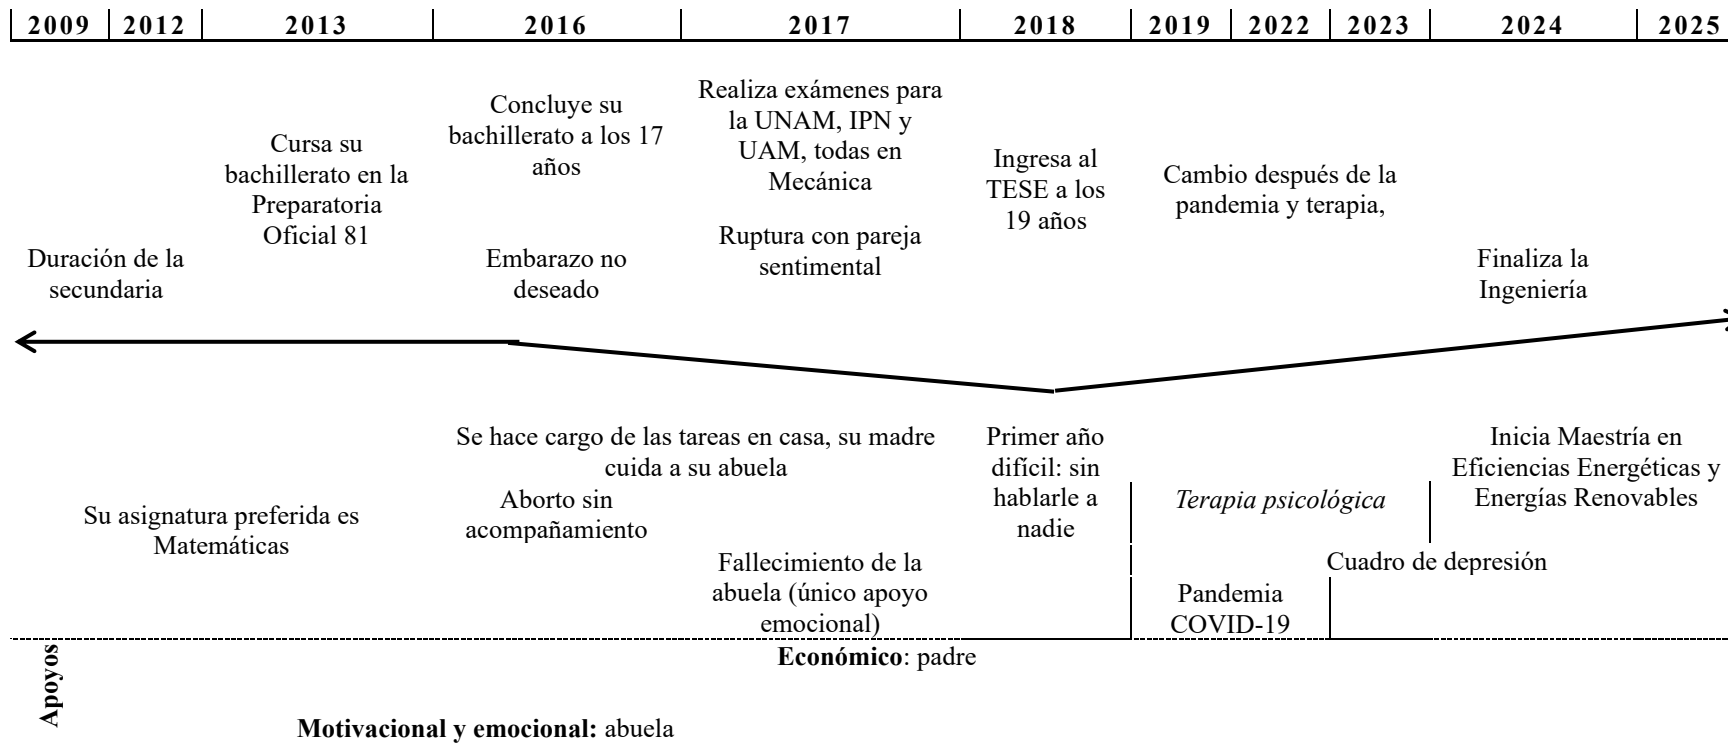 2009 2012 2013 2016 2017 2018 2019 2022 2023 2024 2025
Duración de la
secundaria
Cursa su
bachillerato en la
Preparatoria
Oficial 81
Concluye su
bachillerato a los 17
años
Embarazo no
deseado
Realiza exámenes para
la UNAM, IPN y
UAM, todas en
Mecánica
Ruptura con pareja
sentimental
Ingresa al
TESE a los
19 años
Cambio después de la
pandemia y terapia,
Finaliza la
Ingeniería
Su asignatura preferida es
Matemáticas
Se hace cargo de las tareas en casa, su madre
cuida a su abuela
Aborto sin
acompañamiento
Fallecimiento de la
abuela (único apoyo
emocional)
Primer año
difícil: sin
hablarle a
nadie
Terapia psicológica
Cuadro de depresión
Pandemia
COVID-19
Inicia Maestría en
Eficiencias Energéticas y
Energías Renovables
Apoyos
Económico: padre
Motivacional y emocional: abuela